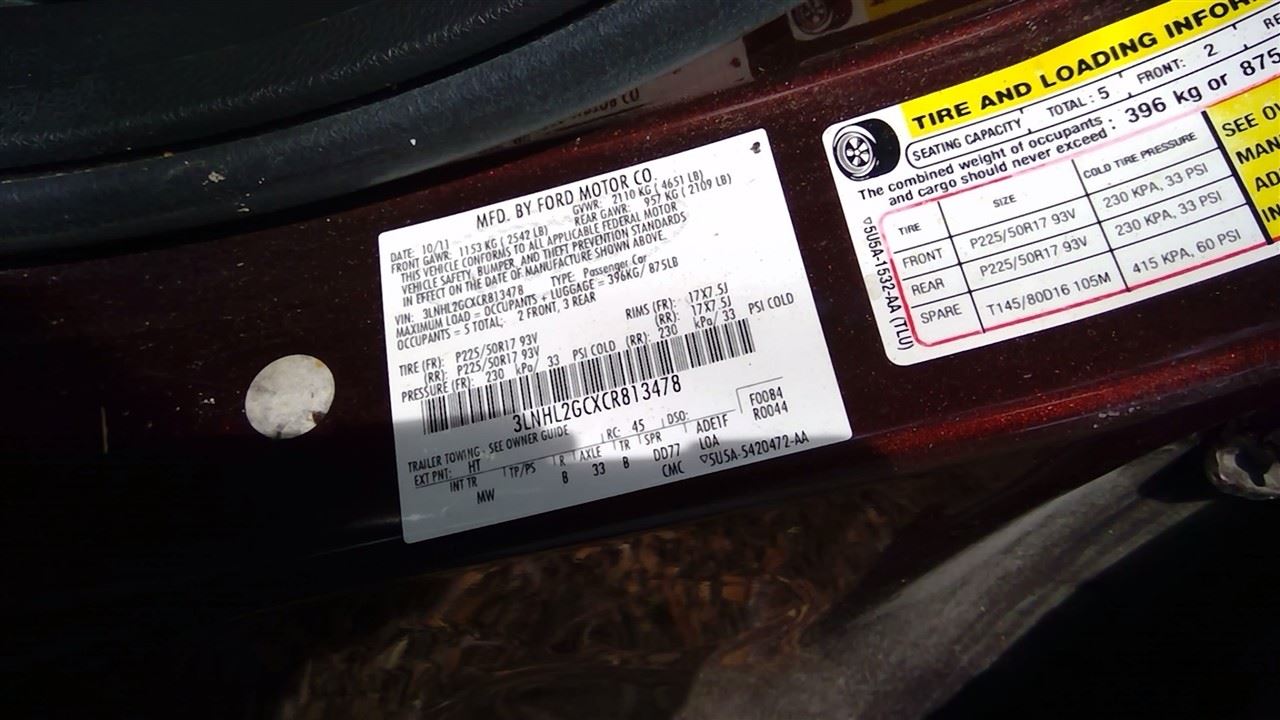 MFD. BY FORD MOTOR CO.
DATE: 10/11 GVWR: 2110 KG ( 4651 LB)
FRONT GAWR: 1153 KG ( 2542 LB) REAR GAWR: 957 KG ( 2109 LB)
THIS VEHICLE CONFORMS TO ALL APPLICABLE FEDERAL MOTOR
VEHICLE SAFETY, BUMPER, AND THEFT PREVENTION STANDARDS
IN EFFECT ON THE DATE OF MANUFACTURE SHOWN ABOVE.
VIN: 3LNHL2GCXCR813478 TYPE: Passenger Car
MAXIMUM LOAD = OCCUPANTS + LUGGAGE = 396KG/ 875LB
OCCUPANTS = 5 TOTAL: 2 FRONT, 3 REAR
TIRE (FR): P225/50R17 93V RIMS (FR): 17X7.5J
(RR): P225/50R17 93V (RR): 17X7.5J
PRESSURE (FR): 230 kPa/ 33 PSI COLD (RR): 230 kPa/ 33 PSI COLD
3LNHL2GCXCR813478
F0084
R0044
TRAILER TOWING - SEE OWNER GUIDE
EXT PNT: HT RC: 45 DSO:
INT TR TP/PS R AXLE TR SPR ADE1F
MW B 33 B DD77 LOA
CMC ▽5U5A-5420472-AA
TIRE AND LOADING INFOR
SEATING CAPACITY TOTAL : 5 FRONT: 2 RE
The combined weight of occupants
and cargo should never exceed : 396 kg or 875
TIRE SIZE COLD TIRE PRESSURE
FRONT P225/50R17 93V 230 KPA, 33 PSI
REAR P225/50R17 93V 230 KPA, 33 PSI
SPARE T145/80D16 105M 415 KPA, 60 PSI
SEE
MAN
AD
IN
▽5U5A-1532-AA (TLU)